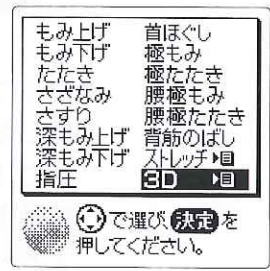 もみ上げ 首ほぐし
もみ下げ 極もみ
たたき 極たたき
さざなみ 腰極もみ
さすり 腰極たたき
深もみ上げ 背筋のばし
深もみ下げ ストレッチ
指圧 3D
で選び、決定を
押してください。